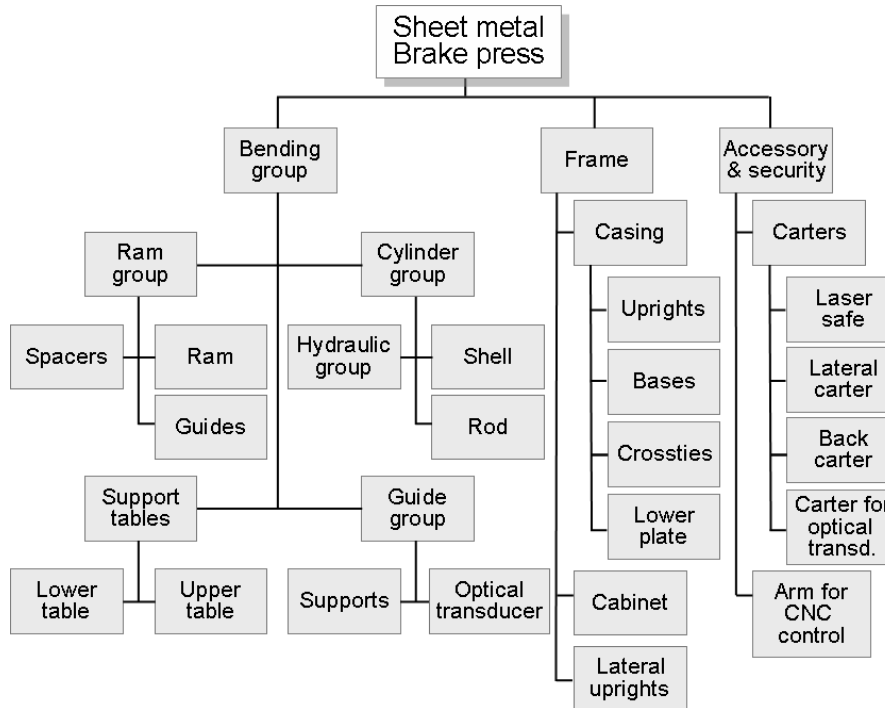 Sheet metal
Brake press
Bending
group
Frame
Accessory
& security
Ram
group
Cylinder
group
Casing
Carters
Spacers
Ram
Hydraulic
group
Shell
Uprights
Laser
safe
Guides
Rod
Bases
Lateral
carter
Crossties
Back
carter
Support
tables
Guide
group
Lower
plate
Carter for
optical
transd.
Lower
table
Upper
table
Supports
Optical
transducer
Cabinet
Arm for
CNC
control
Lateral
uprights